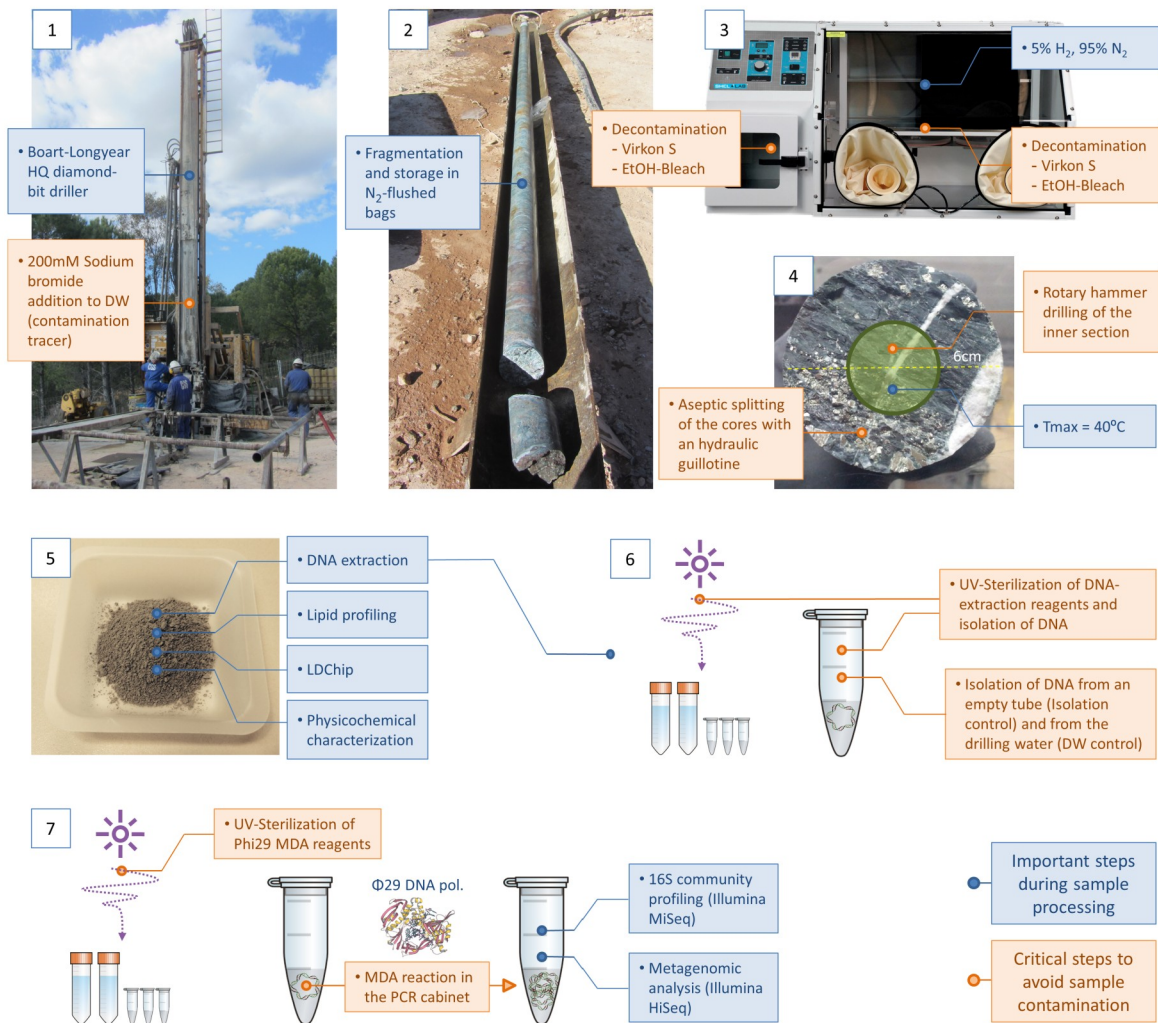 1
• Boart-Longyear
HQ diamond-
bit driller
• 200mM Sodium
bromide
addition to DW
(contamination
tracer)
2
• Fragmentation
and storage in
N₂-flushed
bags
3
• 5% H₂, 95% N₂
• Decontamination
- Virkon S
- EtOH-Bleach
• Decontamination
- Virkon S
- EtOH-Bleach
4
• Rotary hammer
drilling of the
inner section
6cm
• Aseptic splitting
of the cores with
an hydraulic
guillotine
• Tmax = 40ºC
5
• DNA extraction
• Lipid profiling
• LDChip
• Physicochemical
characterization
6
• UV-Sterilization of DNA-
extraction reagents and
isolation of DNA
• Isolation of DNA from an
empty tube (Isolation
control) and from the
drilling water (DW control)
7
• UV-Sterilization of
Phi29 MDA reagents
Φ29 DNA pol.
• MDA reaction in
the PCR cabinet
• 16S community
profiling (Illumina
MiSeq)
• Metagenomic
analysis (Illumina
HiSeq)
Important steps
during sample
processing
Critical steps to
avoid sample
contamination